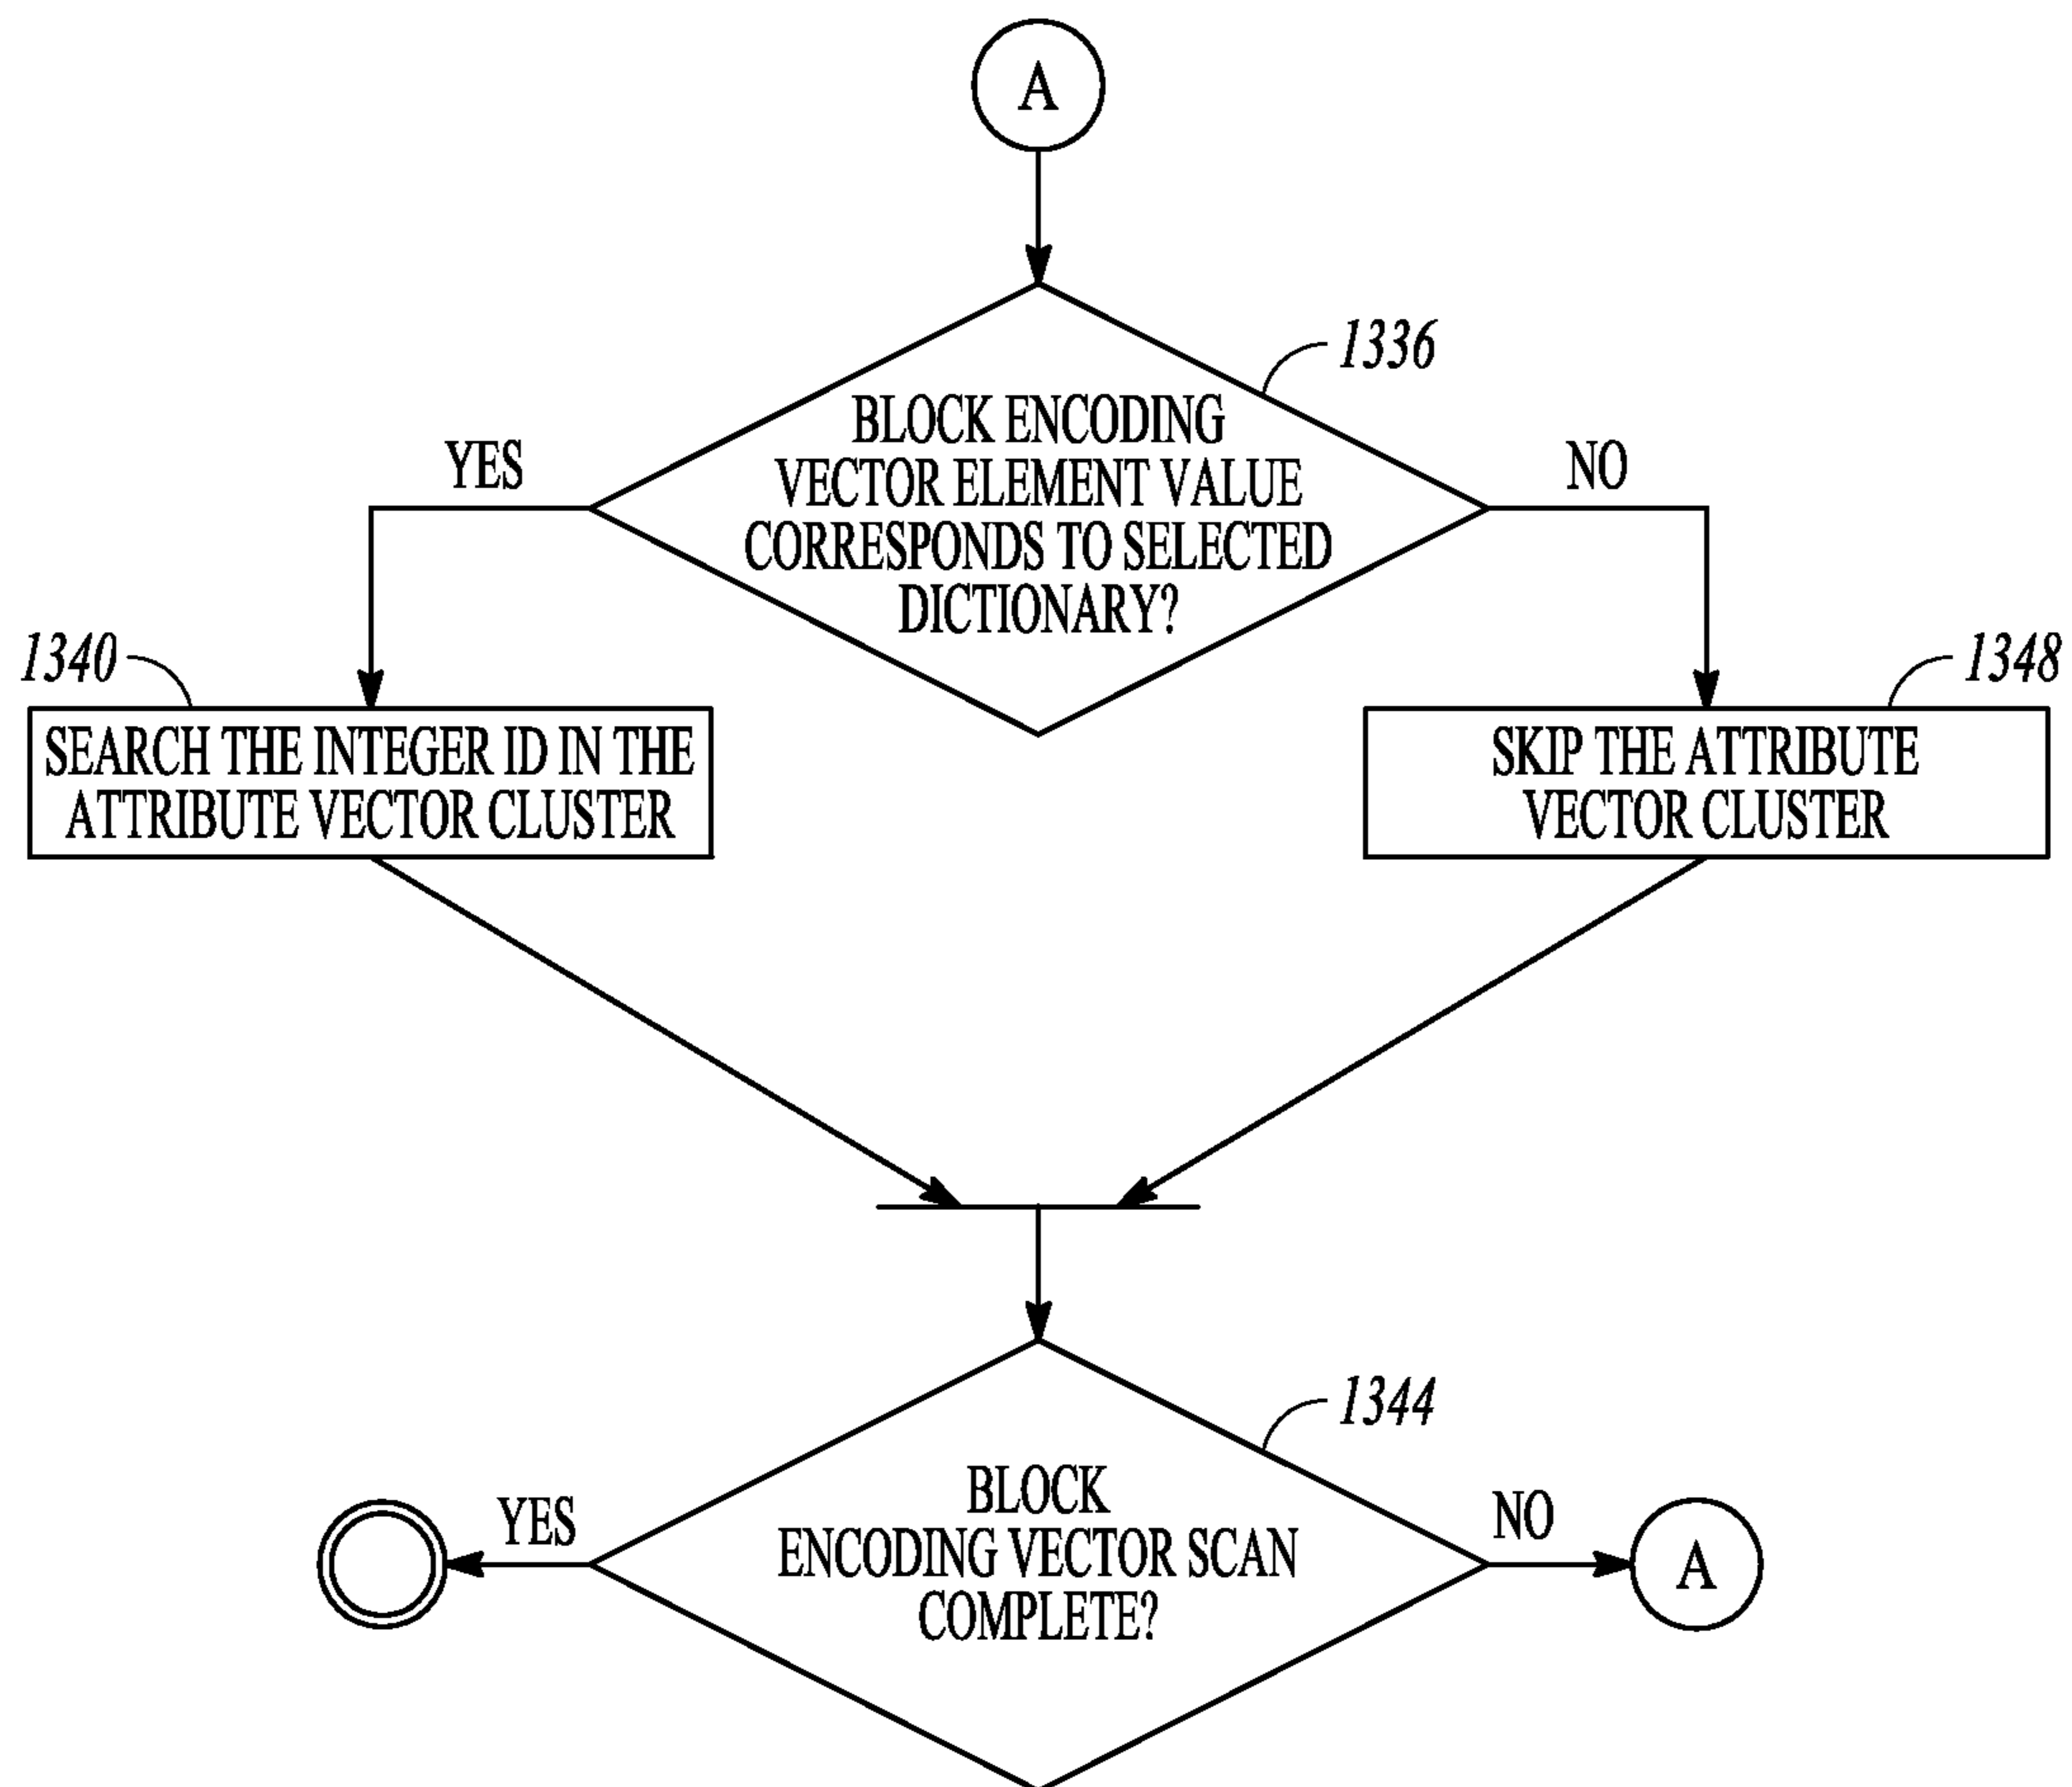 A
1336
BLOCK ENCODING
VECTOR ELEMENT VALUE
CORRESPONDS TO SELECTED
DICTIONARY?
YES
NO
1340
SEARCH THE INTEGER ID IN THE
ATTRIBUTE VECTOR CLUSTER
1348
SKIP THE ATTRIBUTE
VECTOR CLUSTER
1344
BLOCK
ENCODING VECTOR SCAN
COMPLETE?
YES
NO
A